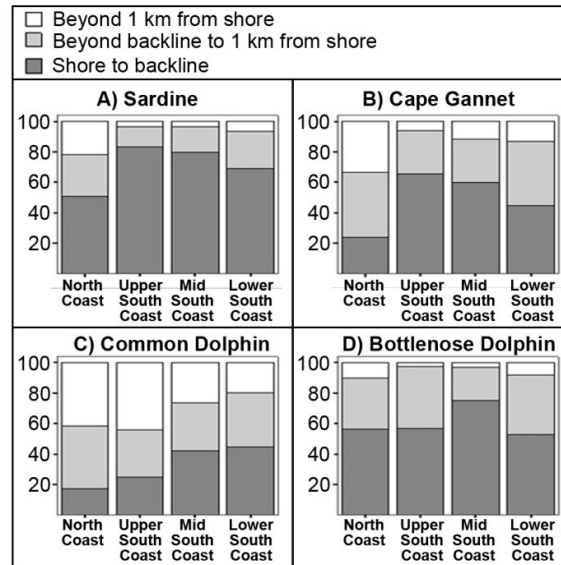 Beyond 1 km from shore
Beyond backline to 1 km from shore
Shore to backline
A) Sardine
100
80
60
40
20
North Coast
Upper South Coast
Mid South Coast
Lower South Coast
B) Cape Gannet
100
80
60
40
20
North Coast
Upper South Coast
Mid South Coast
Lower South Coast
C) Common Dolphin
100
80
60
40
20
North Coast
Upper South Coast
Mid South Coast
Lower South Coast
D) Bottlenose Dolphin
100
80
60
40
20
North Coast
Upper South Coast
Mid South Coast
Lower South Coast